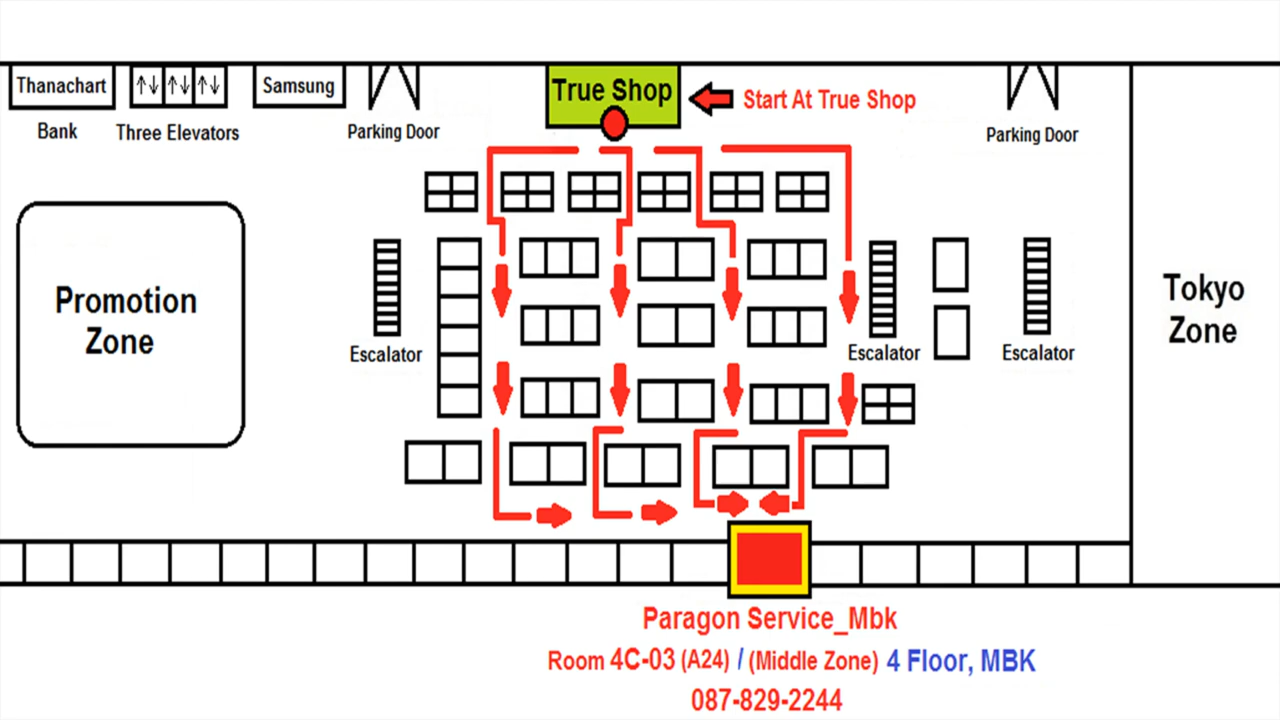 Thanachart
Bank
Three Elevators
Samsung
Parking Door
True Shop
Start At True Shop
Parking Door
Promotion
Zone
Escalator
Escalator
Escalator
Tokyo
Zone
Paragon Service_Mbk
Room 4C-03 (A24) / (Middle Zone) 4 Floor, MBK
087-829-2244